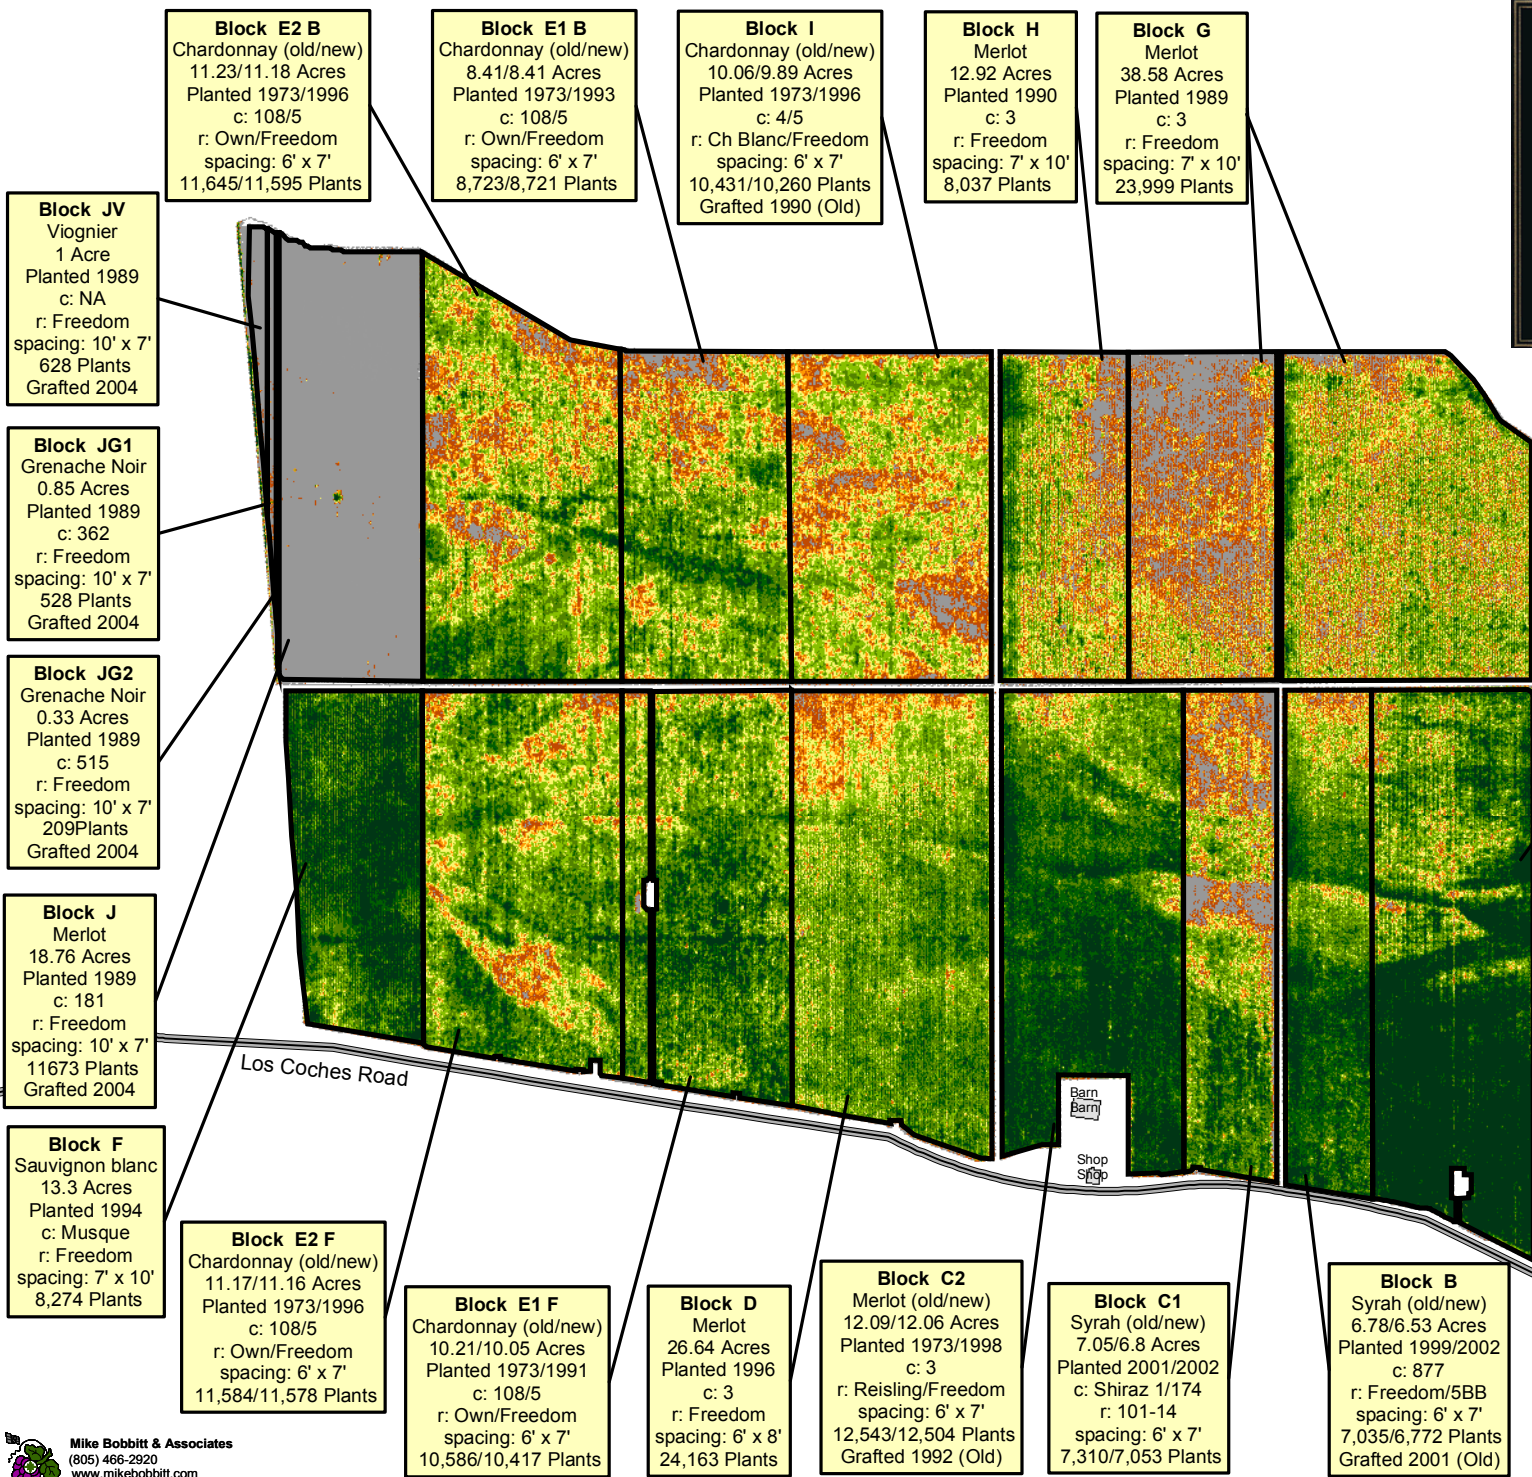 Block E2 B
Chardonnay (old/new)
11.23/11.18 Acres
Planted 1973/1996
c: 108/5
r: Own/Freedom
spacing: 6' x 7'
11,645/11,595 Plants
Block E1 B
Chardonnay (old/new)
8.41/8.41 Acres
Planted 1973/1993
c: 108/5
r: Own/Freedom
spacing: 6' x 7'
8,723/8,721 Plants
Block I
Chardonnay (old/new)
10.06/9.89 Acres
Planted 1973/1996
c: 4/5
r: Ch Blanc/Freedom
spacing: 6' x 7'
10,431/10,260 Plants
Grafted 1990 (Old)
Block H
Merlot
12.92 Acres
Planted 1990
c: 3
r: Freedom
spacing: 7' x 10'
8,037 Plants
Block G
Merlot
38.58 Acres
Planted 1989
c: 3
r: Freedom
spacing: 7' x 10'
23,999 Plants
Block JV
Viognier
1 Acre
Planted 1989
c: NA
r: Freedom
spacing: 10' x 7'
628 Plants
Grafted 2004
Block JG1
Grenache Noir
0.85 Acres
Planted 1989
c: 362
r: Freedom
spacing: 10' x 7'
528 Plants
Grafted 2004
Block JG2
Grenache Noir
0.33 Acres
Planted 1989
c: 515
r: Freedom
spacing: 10' x 7'
209Plants
Grafted 2004
Block J
Merlot
18.76 Acres
Planted 1989
c: 181
r: Freedom
spacing: 10' x 7'
11673 Plants
Grafted 2004
Los Coches Road
Barn
Barn
Shop
Shop
Block F
Sauvignon blanc
13.3 Acres
Planted 1994
c: Musque
r: Freedom
spacing: 7' x 10'
8,274 Plants
Block E2 F
Chardonnay (old/new)
11.17/11.16 Acres
Planted 1973/1996
c: 108/5
r: Own/Freedom
spacing: 6' x 7'
11,584/11,578 Plants
Block E1 F
Chardonnay (old/new)
10.21/10.05 Acres
Planted 1973/1991
c: 108/5
r: Own/Freedom
spacing: 6' x 7'
10,586/10,417 Plants
Block D
Merlot
26.64 Acres
Planted 1996
c: 3
r: Freedom
spacing: 6' x 8'
24,163 Plants
Block C2
Merlot (old/new)
12.09/12.06 Acres
Planted 1973/1998
c: 3
r: Reisling/Freedom
spacing: 6' x 7'
12,543/12,504 Plants
Grafted 1992 (Old)
Block C1
Syrah (old/new)
7.05/6.8 Acres
Planted 2001/2002
c: Shiraz 1/174
r: 101-14
spacing: 6' x 7'
7,310/7,053 Plants
Block B
Syrah (old/new)
6.78/6.53 Acres
Planted 1999/2002
c: 877
r: Freedom/5BB
spacing: 6' x 7'
7,035/6,772 Plants
Grafted 2001 (Old)
Mike Bobbitt & Associates
(805) 466-2920
www.mikebobbitt.com